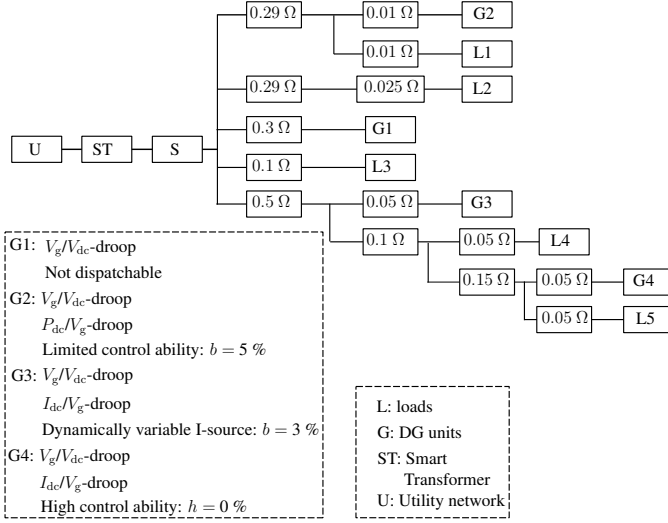 0.29 Ω 0.01 Ω G2
0.01 Ω L1
0.29 Ω 0.025 Ω L2
0.3 Ω G1
U ST S
0.1 Ω L3
0.5 Ω 0.05 Ω G3
0.1 Ω 0.05 Ω L4
0.15 Ω 0.05 Ω G4
0.05 Ω L5
G1: Vg/Vdc-droop
Not dispatchable
G2: Vg/Vdc-droop
Pdc/Vg-droop
Limited control ability: b = 5 %
G3: Vg/Vdc-droop
Idc/Vg-droop
Dynamically variable I-source: b = 3 %
G4: Vg/Vdc-droop
Idc/Vg-droop
High control ability: h = 0 %
L: loads
G: DG units
ST: Smart
Transformer
U: Utility network